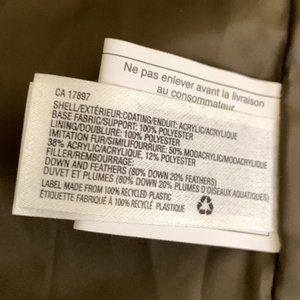 Ne pas enlever avant la livraison
au consommateur.
CA 17897
SHELL/EXTÉRIEUR:COATING/ENDUIT: ACRYLIC/ACRYLIQUE
BASE FABRIC/SUPPORT: 100% POLYESTER
LINING/DOUBLURE: 100% POLYESTER
IMITATION FUR/SIMILIFOURRURE: 50% MODACRYLIC/MODACRYLIQUE
38% ACRYLIC/ACRYLIQUE, 12% POLYESTER
FILLER/REMBOURRAGE:
DOWN AND FEATHERS (80% DOWN 20% FEATHERS)
DUVET ET PLUMES (80% DOWN 20% PLUMES D'OISEAUX AQUATIQUES)
LABEL MADE FROM 100% RECYCLED PLASTIC
ÉTIQUETTE FABRIQUÉ À 100% RECYCLÉ PLASTIQUE